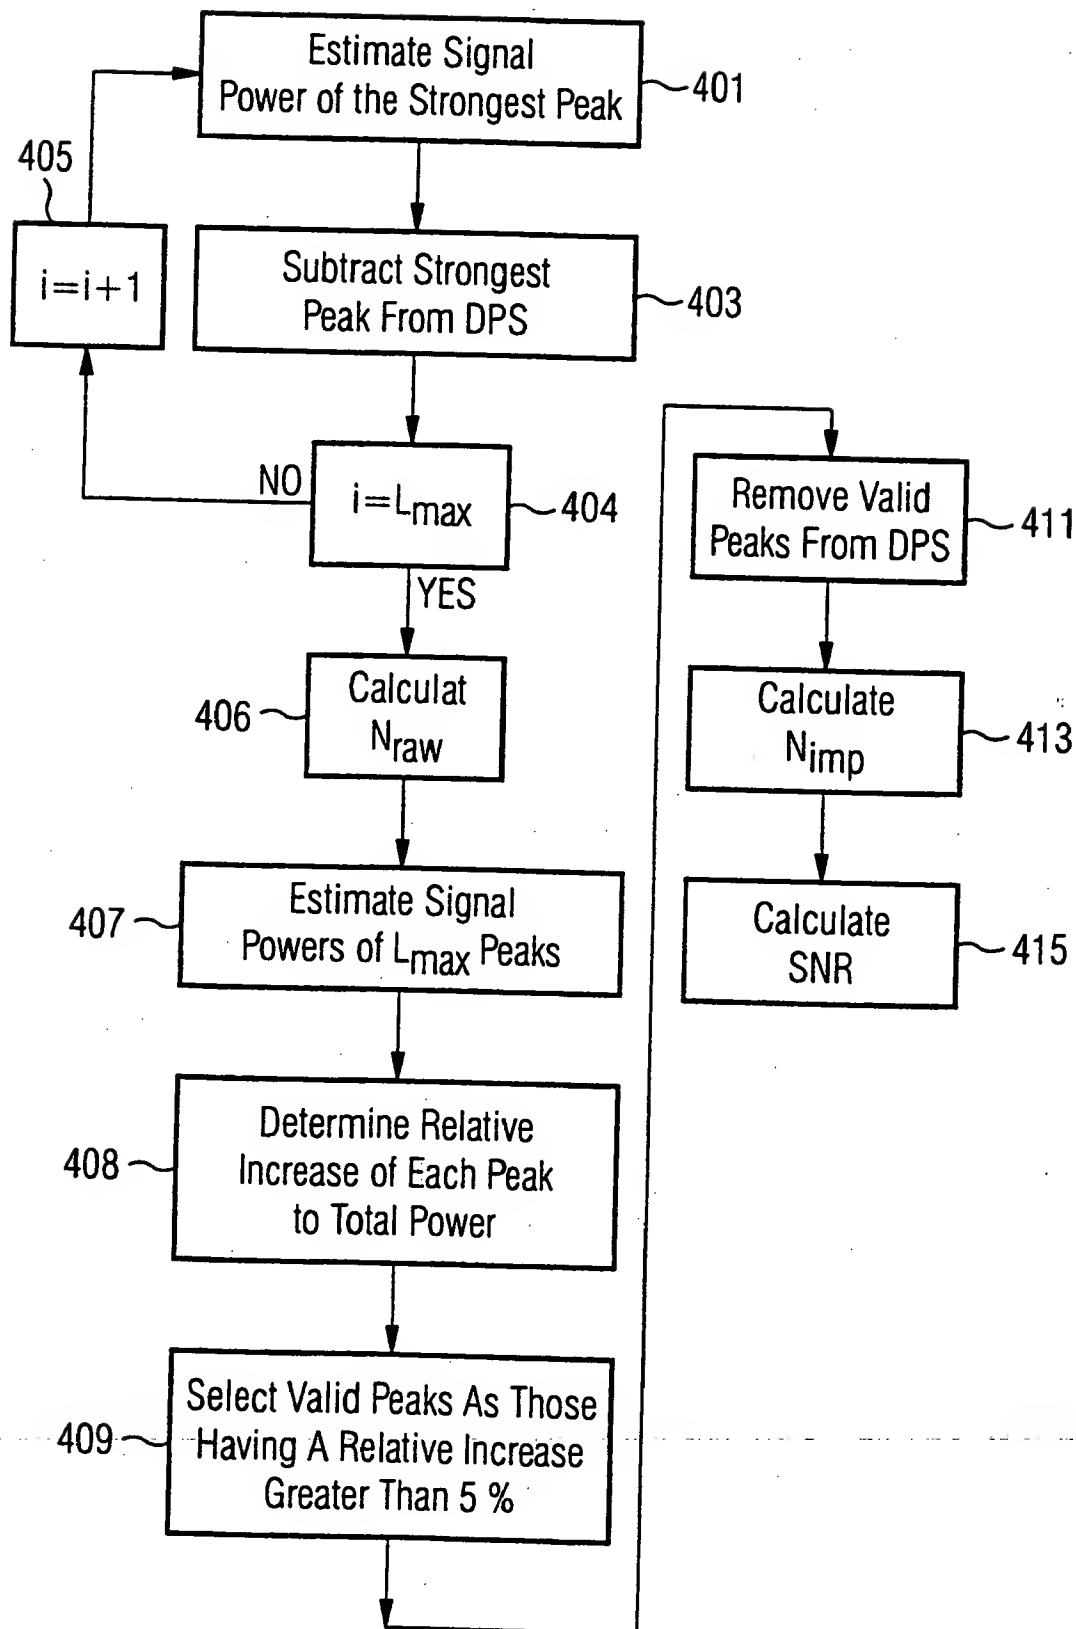 Estimate Signal
Power of the Strongest Peak
401
405
i=i+1
Subtract Strongest
Peak From DPS
403
NO
i=Lmax
404
YES
406
Calculat
Nraw
407
Estimate Signal
Powers of Lmax Peaks
408
Determine Relative
Increase of Each Peak
to Total Power
409
Select Valid Peaks As Those
Having A Relative Increase
Greater Than 5 %
Remove Valid
Peaks From DPS
411
Calculate
Nimp
413
Calculate
SNR
415